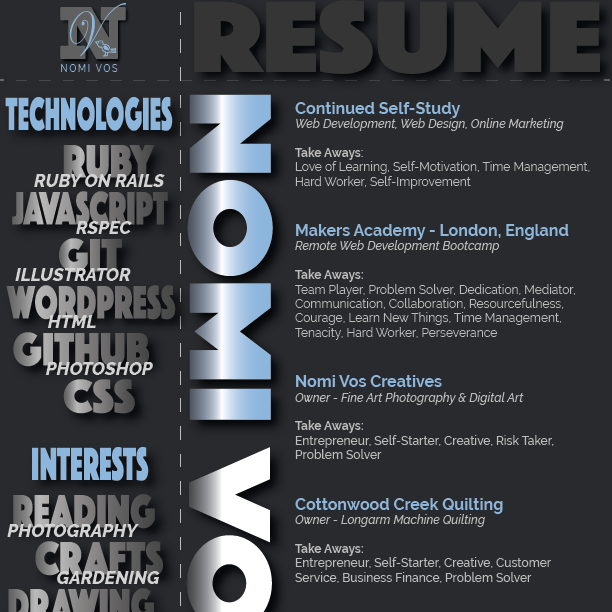 NV
NOMI VOS
RESUME
TECHNOLOGIES
RUBY
RUBY ON RAILS
JAVASCRIPT
RSPEC
GIT
ILLUSTRATOR
WORDPRESS
HTML
GITHUB
PHOTOSHOP
CSS
INTERESTS
READING
PHOTOGRAPHY
CRAFTS
GARDENING
DRAWING
NOMI VO
Continued Self-Study
Web Development, Web Design, Online Marketing
Take Aways:
Love of Learning, Self-Motivation, Time Management,
Hard Worker, Self-Improvement
Makers Academy - London, England
Remote Web Development Bootcamp
Take Aways:
Team Player, Problem Solver, Dedication, Mediator,
Communication, Collaboration, Resourcefulness,
Courage, Learn New Things, Time Management,
Tenacity, Hard Worker, Perseverance
Nomi Vos Creatives
Owner - Fine Art Photography & Digital Art
Take Aways:
Entrepreneur, Self-Starter, Creative, Risk Taker,
Problem Solver
Cottonwood Creek Quilting
Owner - Longarm Machine Quilting
Take Aways:
Entrepreneur, Self-Starter, Creative, Customer
Service, Business Finance, Problem Solver